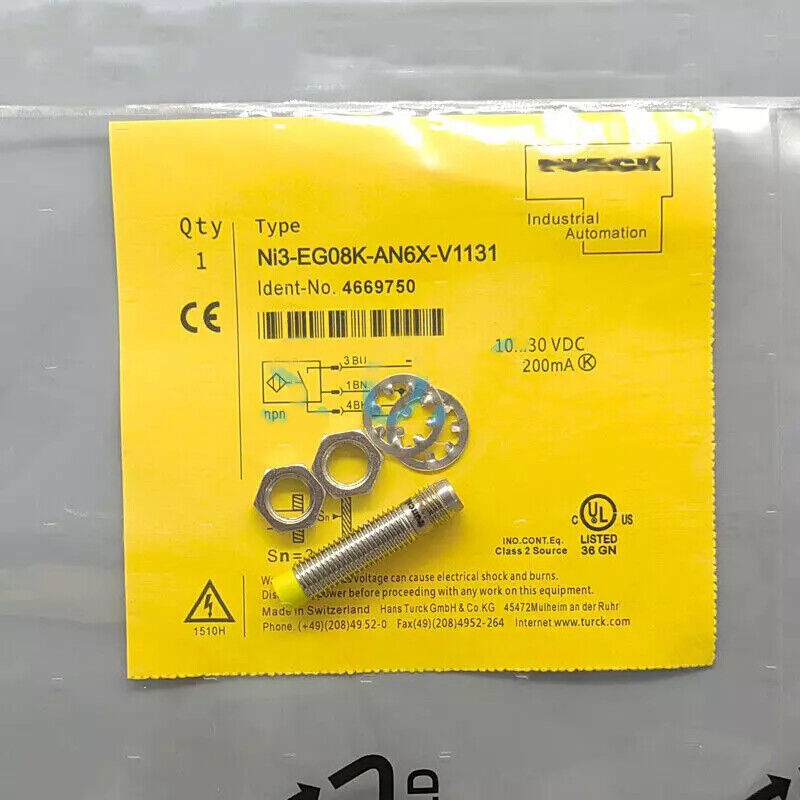 TURCK
Industrial
Automation
Qty Type
1 Ni3-EG08K-AN6X-V1131
Ident-No. 4669750
CE
10...30 VDC
200mA K
3 BU
1 BN
4
npn
Sn
Sn =
C UL US
LISTED
36 GN
INO.CONT.Eq.
Class 2 Source
voltage can cause electrical shock and burns.
power before proceeding with any work on this equipment.
Made in Switzerland Hans Turck GmbH & Co.KG 45472Mulheim an der Ruhr
Phone. (+49)(208)49 52-0 Fax(49)(208)4952-264 Internet www.turck.com
1510H